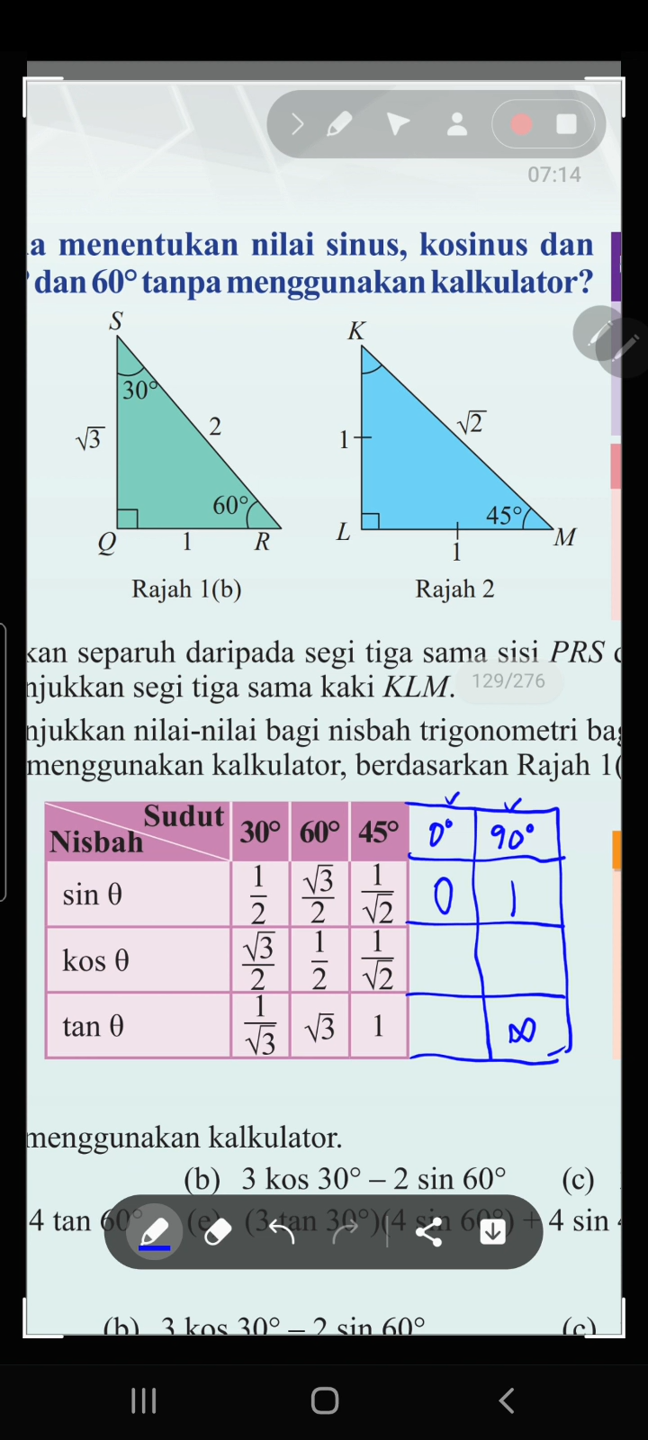 07:14
a menentukan nilai sinus, kosinus dan
dan 60° tanpa menggunakan kalkulator?
S
30°
√3
2
60°
Q
1
R
Rajah 1(b)
K
1
√2
45°
L
1
M
Rajah 2
kan separuh daripada segi tiga sama sisi PRS
njukkan segi tiga sama kaki KLM.
129/276
njukkan nilai-nilai bagi nisbah trigonometri bag
menggunakan kalkulator, berdasarkan Rajah 1(
Nisbah Sudut 30° 60° 45° 0° 90°
sin θ 1/2 √3/2 1/√2 0 1
kos θ √3/2 1/2 1/√2
tan θ 1/√3 √3 1 ∞
menggunakan kalkulator.
(b) 3 kos 30° – 2 sin 60° (c)
4 tan 60° (e) (3 tan 30°)(4 sin 60°) + 4 sin
(b) 3 kos 30° – 2 sin 60° (c)